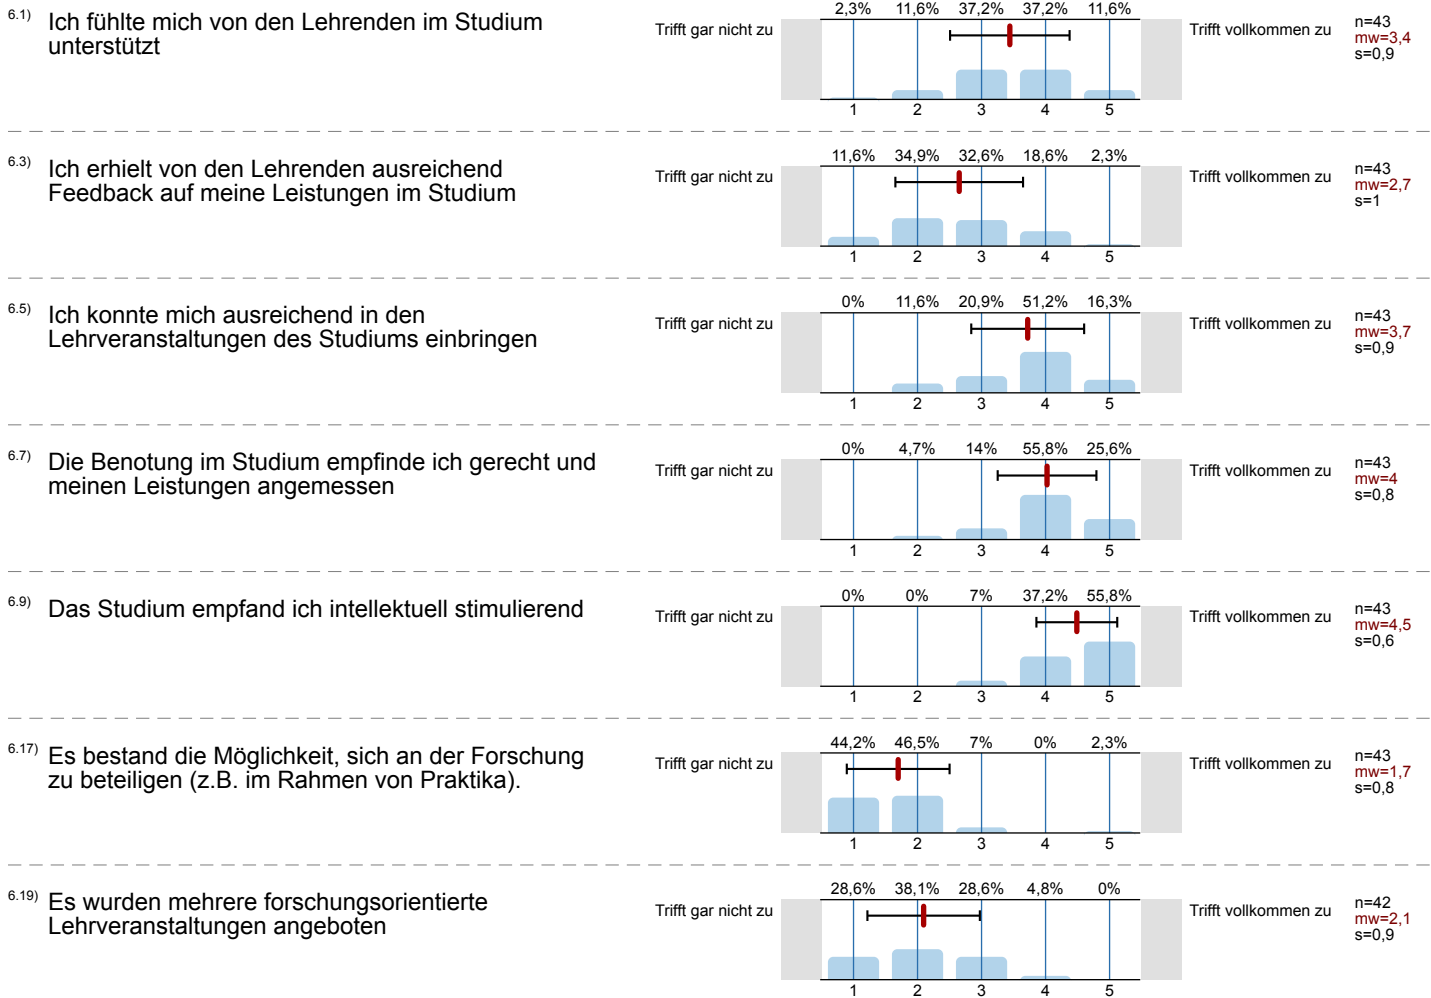 6.1) Ich fühlte mich von den Lehrenden im Studium
unterstützt
Trifft gar nicht zu
2,3% 11,6% 37,2% 37,2% 11,6%
1 2 3 4 5
Trifft vollkommen zu
n=43
mw=3,4
s=0,9
6.3) Ich erhielt von den Lehrenden ausreichend
Feedback auf meine Leistungen im Studium
Trifft gar nicht zu
11,6% 34,9% 32,6% 18,6% 2,3%
1 2 3 4 5
Trifft vollkommen zu
n=43
mw=2,7
s=1
6.5) Ich konnte mich ausreichend in den
Lehrveranstaltungen des Studiums einbringen
Trifft gar nicht zu
0% 11,6% 20,9% 51,2% 16,3%
1 2 3 4 5
Trifft vollkommen zu
n=43
mw=3,7
s=0,9
6.7) Die Benotung im Studium empfinde ich gerecht und
meinen Leistungen angemessen
Trifft gar nicht zu
0% 4,7% 14% 55,8% 25,6%
1 2 3 4 5
Trifft vollkommen zu
n=43
mw=4
s=0,8
6.9) Das Studium empfand ich intellektuell stimulierend
Trifft gar nicht zu
0% 0% 7% 37,2% 55,8%
1 2 3 4 5
Trifft vollkommen zu
n=43
mw=4,5
s=0,6
6.17) Es bestand die Möglichkeit, sich an der Forschung
zu beteiligen (z.B. im Rahmen von Praktika).
Trifft gar nicht zu
44,2% 46,5% 7% 0% 2,3%
1 2 3 4 5
Trifft vollkommen zu
n=43
mw=1,7
s=0,8
6.19) Es wurden mehrere forschungsorientierte
Lehrveranstaltungen angeboten
Trifft gar nicht zu
28,6% 38,1% 28,6% 4,8% 0%
1 2 3 4 5
Trifft vollkommen zu
n=42
mw=2,1
s=0,9